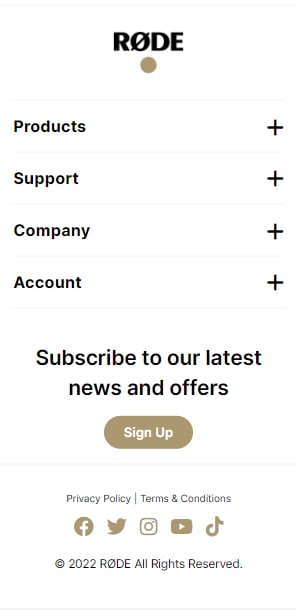 RØDE
Products
Support
Company
Account
Subscribe to our latest
news and offers
Sign Up
Privacy Policy | Terms & Conditions
© 2022 RØDE All Rights Reserved.